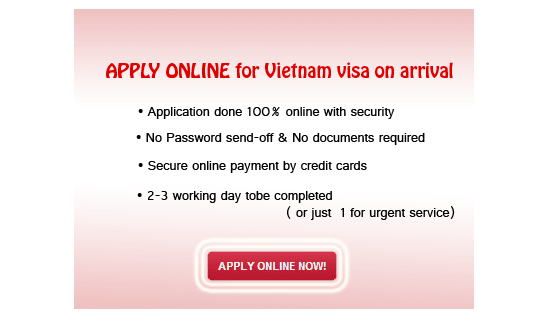 APPLY ONLINE for Vietnam visa on arrival
• Application done 100% online with security
• No Password send-off & No documents required
• Secure online payment by credit cards
• 2-3 working day tobe completed
( or just 1 for urgent service)
APPLY ONLINE NOW!